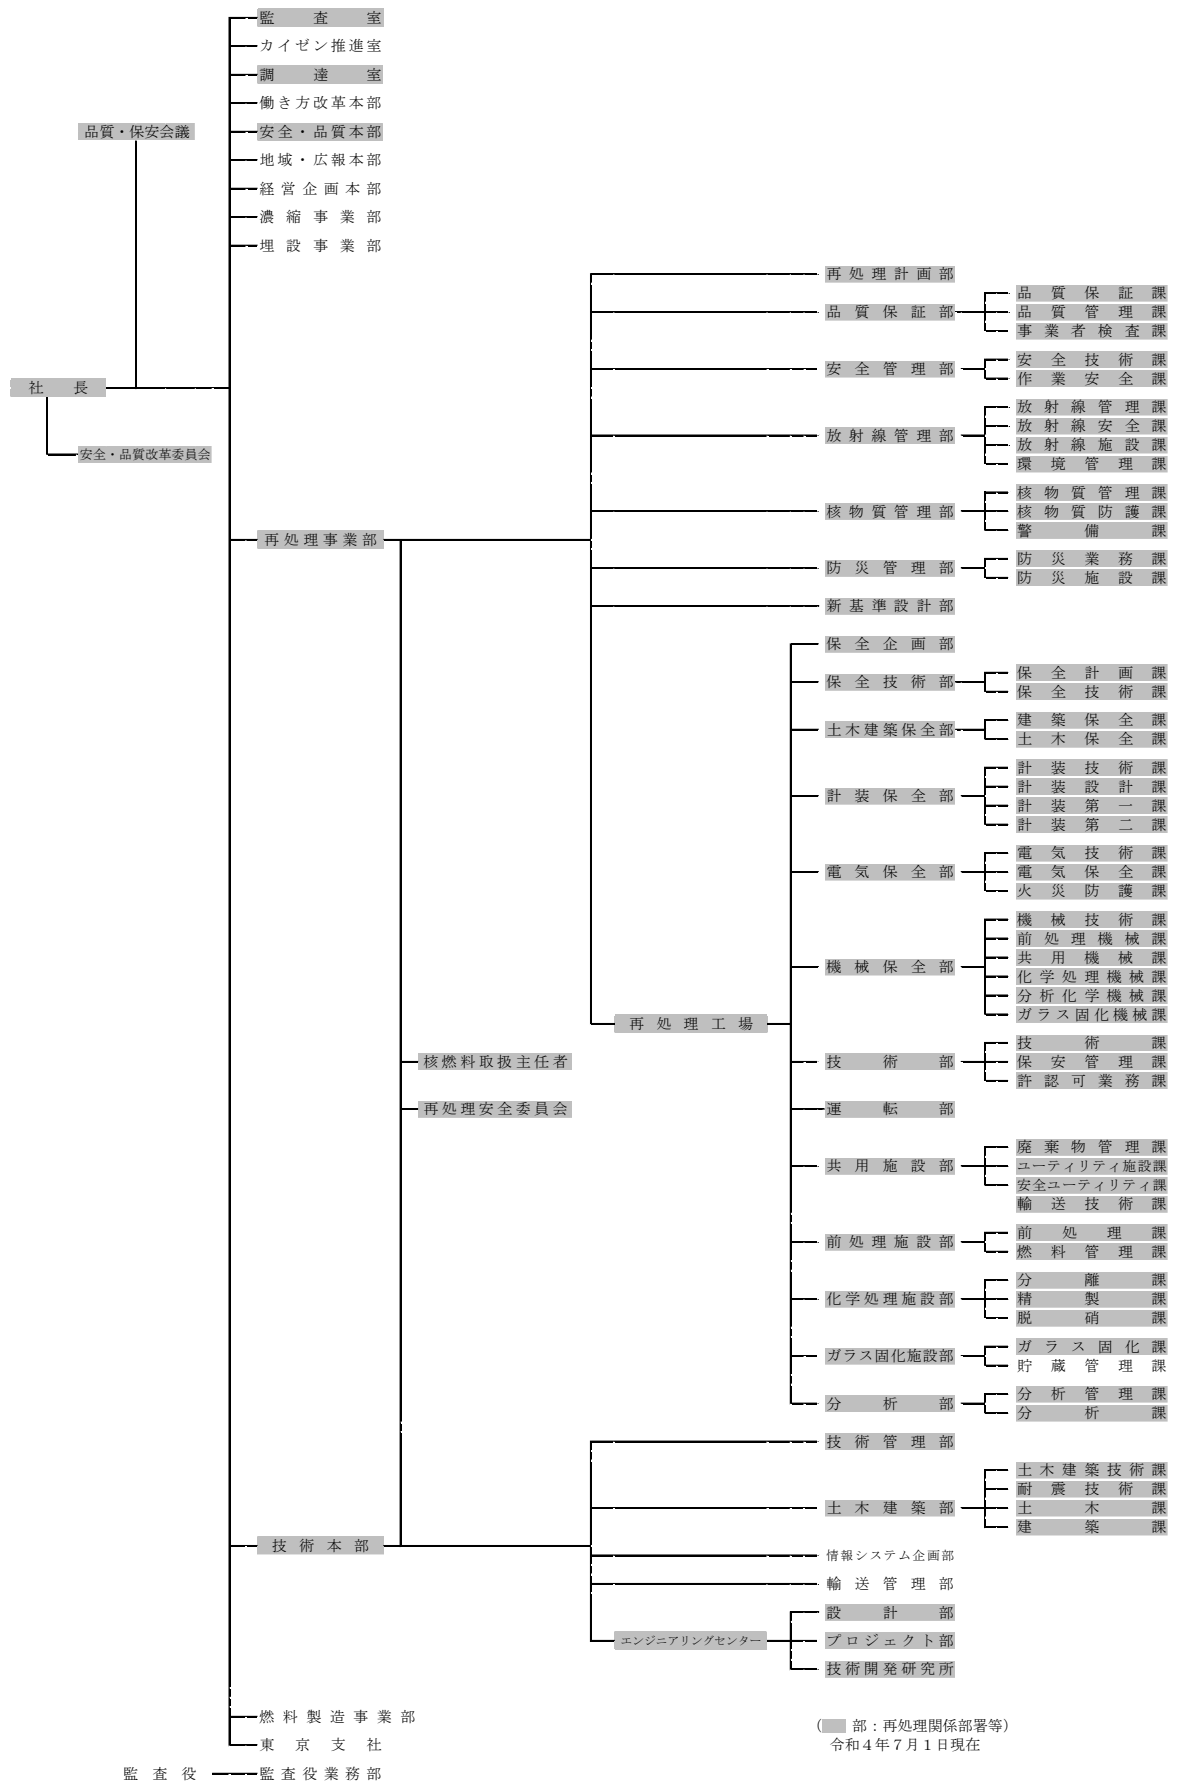 監査室
カイゼン推進室
調達室
働き方改革本部
品質・保安会議
安全・品質本部
地域・広報本部
経営企画本部
濃縮事業部
埋設事業部
社長
安全・品質改革委員会
再処理事業部
再処理計画部
品質保証部
品質保証課
品質管理課
事業者検査課
安全管理部
安全技術課
作業安全課
放射線管理部
放射線管理課
放射線安全課
放射線施設課
環境管理課
核物質管理部
核物質管理課
核物質防護課
警備課
防災管理部
防災業務課
防災施設課
新基準設計部
再処理工場
保全企画部
保全技術部
保全計画課
保全技術課
土木建築保全部
建築保全課
土木保全課
計装保全部
計装技術課
計装設計課
計装第一課
計装第二課
電気保全部
電気技術課
電気保全課
火災防護課
機械保全部
機械技術課
前処理機械課
共用機械課
化学処理機械課
分析化学機械課
ガラス固化機械課
技術部
技術課
保安管理課
許認可業務課
運転部
共用施設部
廃棄物管理課
ユーティリティ施設課
安全ユーティリティ課
輸送技術課
前処理施設部
前処理課
燃料管理課
化学処理施設部
分離課
精製課
脱硝課
ガラス固化施設部
ガラス固化課
貯蔵管理課
分析部
分析管理課
分析課
核燃料取扱主任者
再処理安全委員会
技術本部
技術管理部
土木建築部
土木建築技術課
耐震技術課
土木課
建築課
情報システム企画部
輸送管理部
エンジニアリングセンター
設計部
プロジェクト部
技術開発研究所
燃料製造事業部
東京支社
監査役
監査役業務部
（ 部：再処理関係部署等）
令和４年７月１日現在